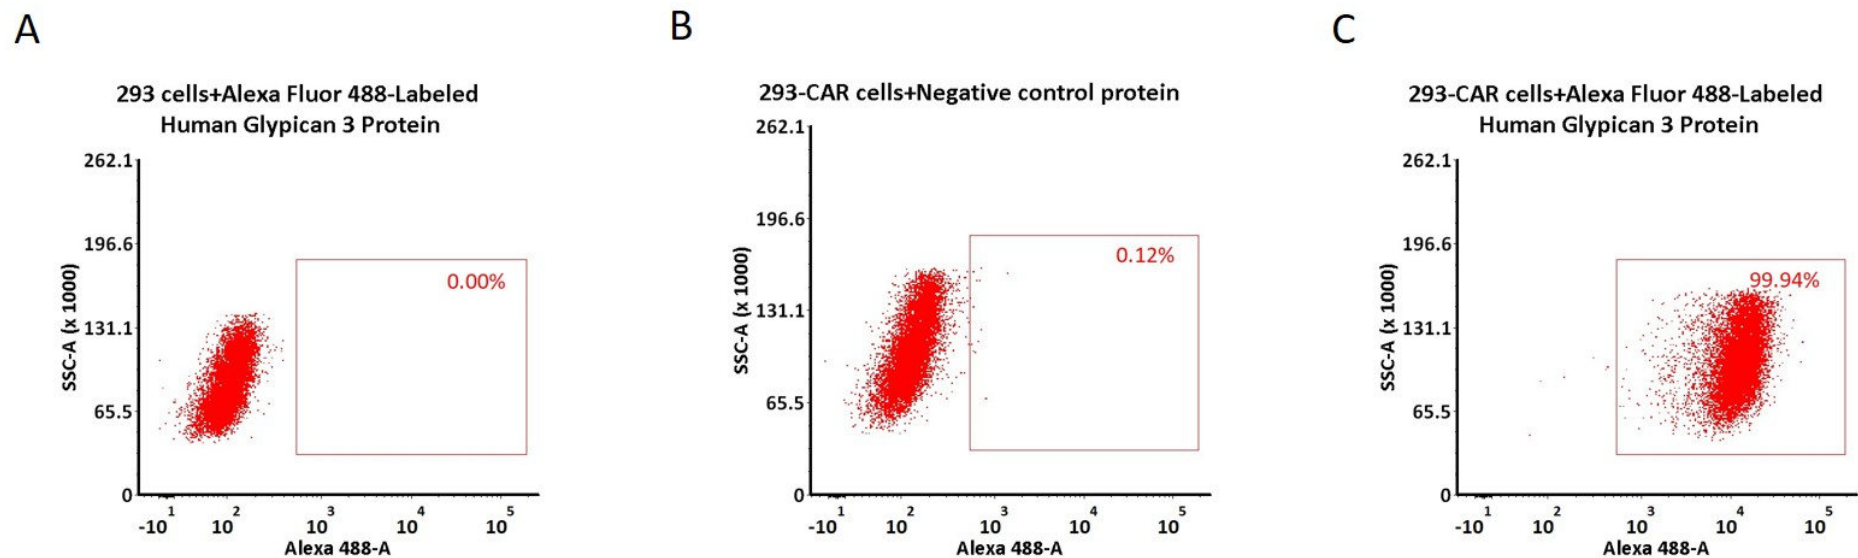 A
293 cells+Alexa Fluor 488-Labeled
Human Glypican 3 Protein
262.1
196.6
131.1
65.5
0
SSC-A (x 1000)
0.00%
-10 1
10 2
10 3
10 4
10 5
Alexa 488-A
B
293-CAR cells+Negative control protein
262.1
196.6
131.1
65.5
0
SSC-A (x 1000)
0.12%
-10 1
10 2
10 3
10 4
10 5
Alexa 488-A
C
293-CAR cells+Alexa Fluor 488-Labeled
Human Glypican 3 Protein
262.1
196.6
131.1
65.5
0
SSC-A (x 1000)
99.94%
-10 1
10 2
10 3
10 4
10 5
Alexa 488-A